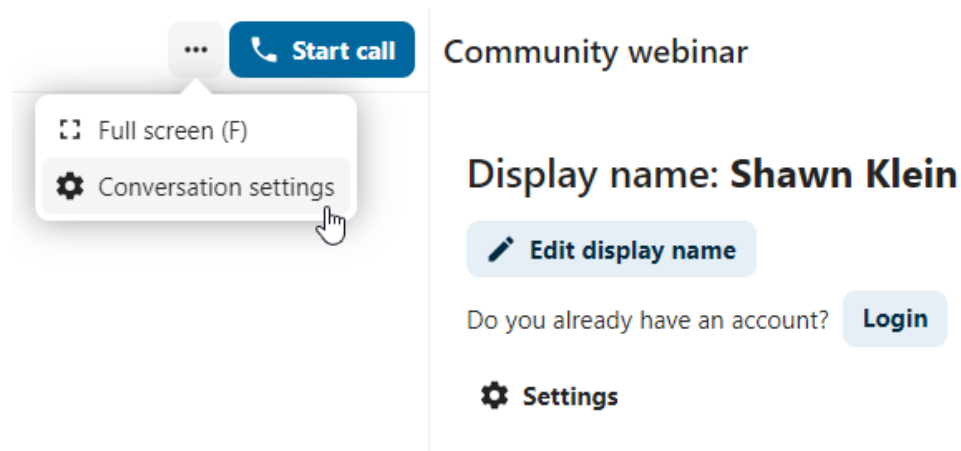 ... Start call
Community webinar
Full screen (F)
Conversation settings
Display name: Shawn Klein
Edit display name
Do you already have an account? Login
Settings